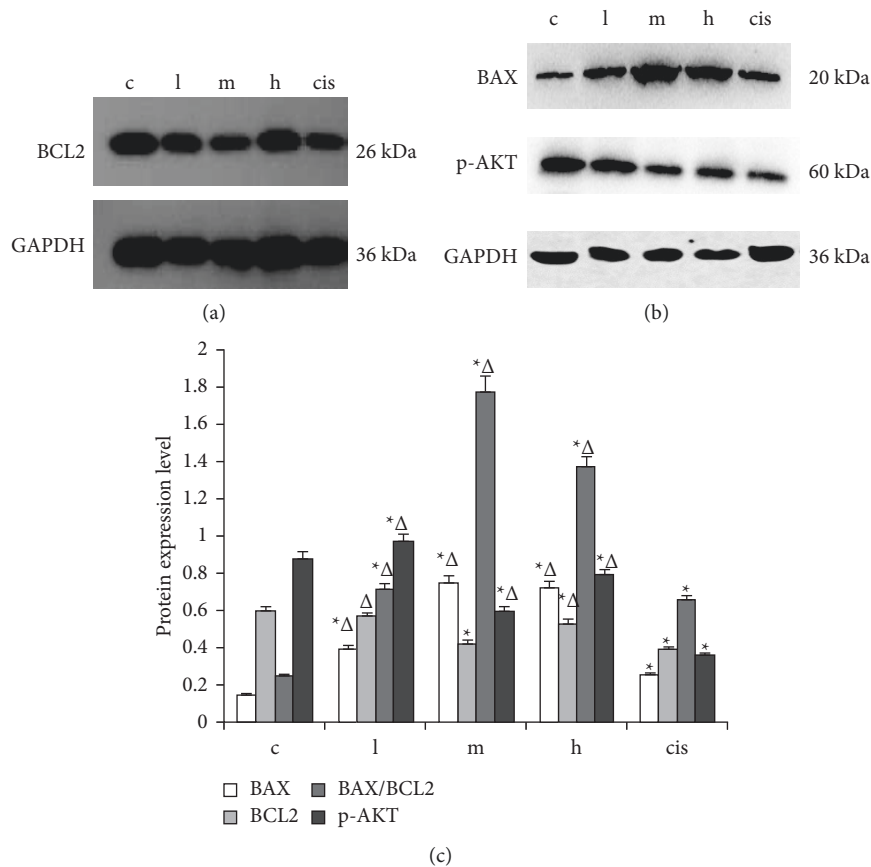 c l m h cis
BCL2 26 kDa
GAPDH 36 kDa
(a)
c l m h cis
BAX 20 kDa
p-AKT 60 kDa
GAPDH 36 kDa
(b)
Protein expression level
2
1.8
1.6
1.4
1.2
1
0.8
0.6
0.4
0.2
0
*Δ Δ *Δ *Δ
*Δ * *Δ *Δ
*Δ *Δ *Δ *Δ
* * * *
c l m h cis
BAX BAX/BCL2
BCL2 p-AKT
(c)